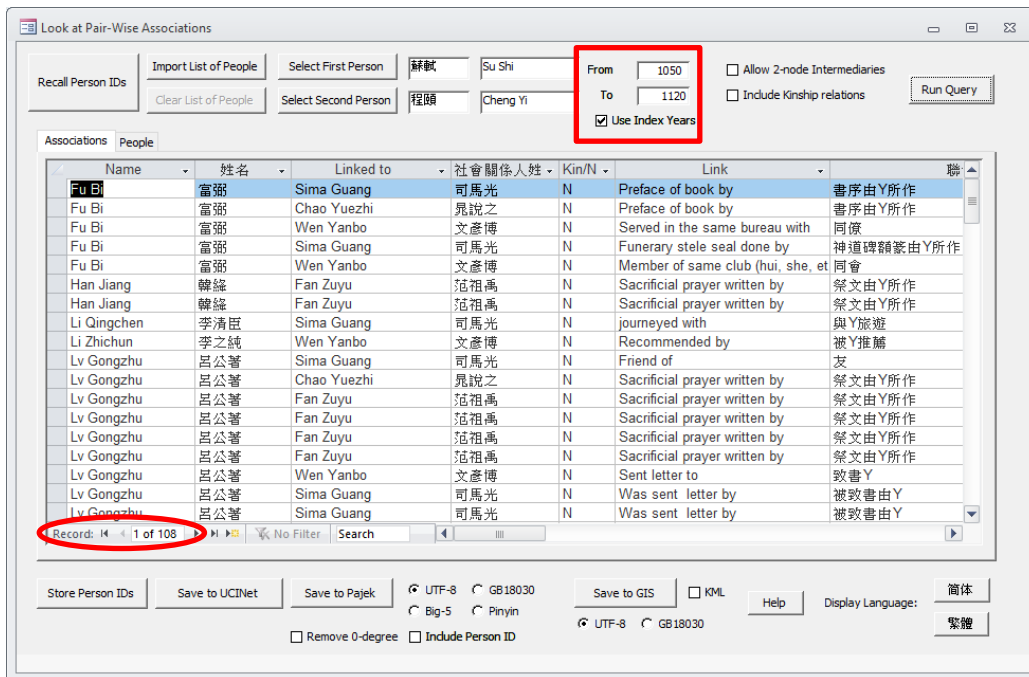 Look at Pair-Wise Associations
Recall Person IDs
Import List of People
Select First Person
蘇軾
Su Shi
From
1050
Allow 2-node Intermediaries
Run Query
Clear List of People
Select Second Person
程頤
Cheng Yi
To
1120
Include Kinship relations
Use Index Years
Associations People
Name 姓名 Linked to 社會關係人姓 Kin/N Link 聯
Fu Bi 富弼 Sima Guang 司馬光 N Preface of book by 書序由Y所作
Fu Bi 富弼 Chao Yuezhi 晁說之 N Preface of book by 書序由Y所作
Fu Bi 富弼 Wen Yanbo 文彥博 N Served in the same bureau with 同僚
Fu Bi 富弼 Sima Guang 司馬光 N Funerary stele seal done by 神道碑額篆由Y所作
Fu Bi 富弼 Wen Yanbo 文彥博 N Member of same club (hui, she, et 同會
Han Jiang 韓絳 Fan Zuyu 范祖禹 N Sacrificial prayer written by 祭文由Y所作
Han Jiang 韓絳 Fan Zuyu 范祖禹 N Sacrificial prayer written by 祭文由Y所作
Li Qingchen 李清臣 Sima Guang 司馬光 N journeyed with 與Y旅遊
Li Zhichun 李之純 Wen Yanbo 文彥博 N Recommended by 被Y推薦
Lv Gongzhu 呂公著 Sima Guang 司馬光 N Friend of 友
Lv Gongzhu 呂公著 Chao Yuezhi 晁說之 N Sacrificial prayer written by 祭文由Y所作
Lv Gongzhu 呂公著 Fan Zuyu 范祖禹 N Sacrificial prayer written by 祭文由Y所作
Lv Gongzhu 呂公著 Fan Zuyu 范祖禹 N Sacrificial prayer written by 祭文由Y所作
Lv Gongzhu 呂公著 Fan Zuyu 范祖禹 N Sacrificial prayer written by 祭文由Y所作
Lv Gongzhu 呂公著 Fan Zuyu 范祖禹 N Sacrificial prayer written by 祭文由Y所作
Lv Gongzhu 呂公著 Wen Yanbo 文彥博 N Sent letter to 致書Y
Lv Gongzhu 呂公著 Sima Guang 司馬光 N Was sent letter by 被致書由Y
Lv Gongzhu 呂公著 Sima Guang 司馬光 N Was sent letter by 被致書由Y
Record: 1 of 108 No Filter Search
Store Person IDs
Save to UCINet
Save to Pajek
UTF-8 GB18030
Big-5 Pinyin
Save to GIS
KML
Help
Display Language:
简体
繁體
UTF-8 GB18030
Remove 0-degree Include Person ID